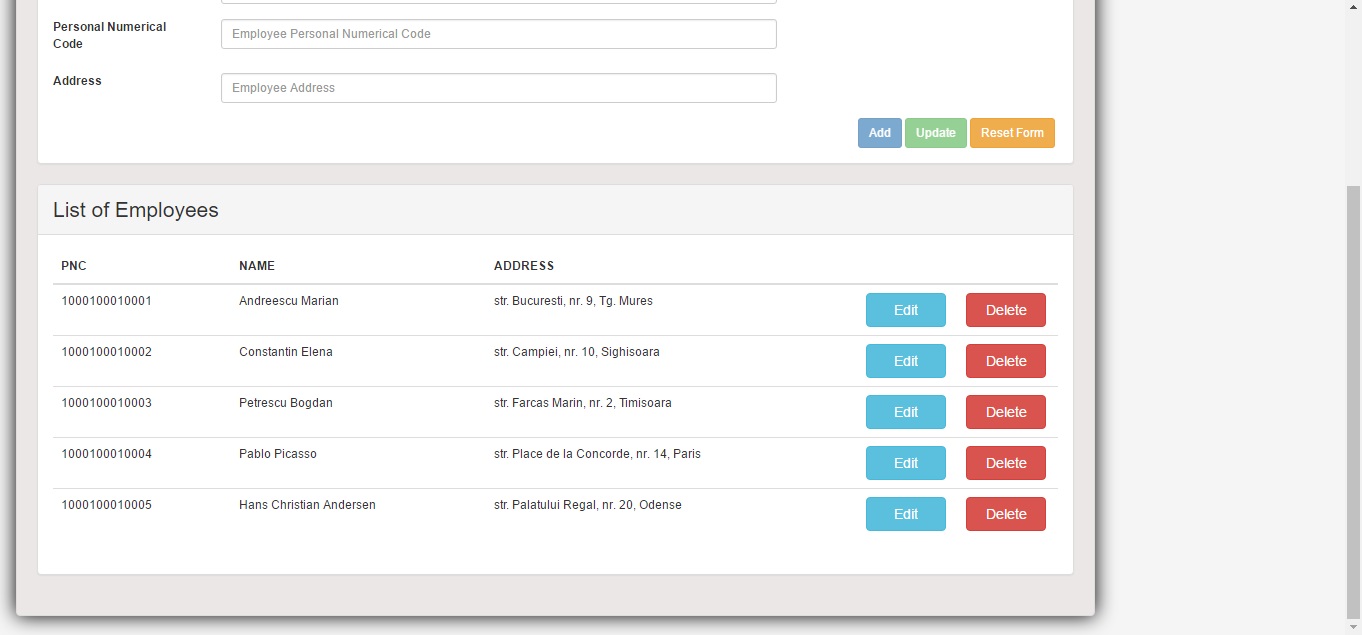 Personal Numerical
Code
Employee Personal Numerical Code
Address
Employee Address
Add Update Reset Form
List of Employees
PNC NAME ADDRESS
1000100010001 Andreescu Marian str. Bucuresti, nr. 9, Tg. Mures Edit Delete
1000100010002 Constantin Elena str. Campiei, nr. 10, Sighisoara Edit Delete
1000100010003 Petrescu Bogdan str. Farcas Marin, nr. 2, Timisoara Edit Delete
1000100010004 Pablo Picasso str. Place de la Concorde, nr. 14, Paris Edit Delete
1000100010005 Hans Christian Andersen str. Palatului Regal, nr. 20, Odense Edit Delete